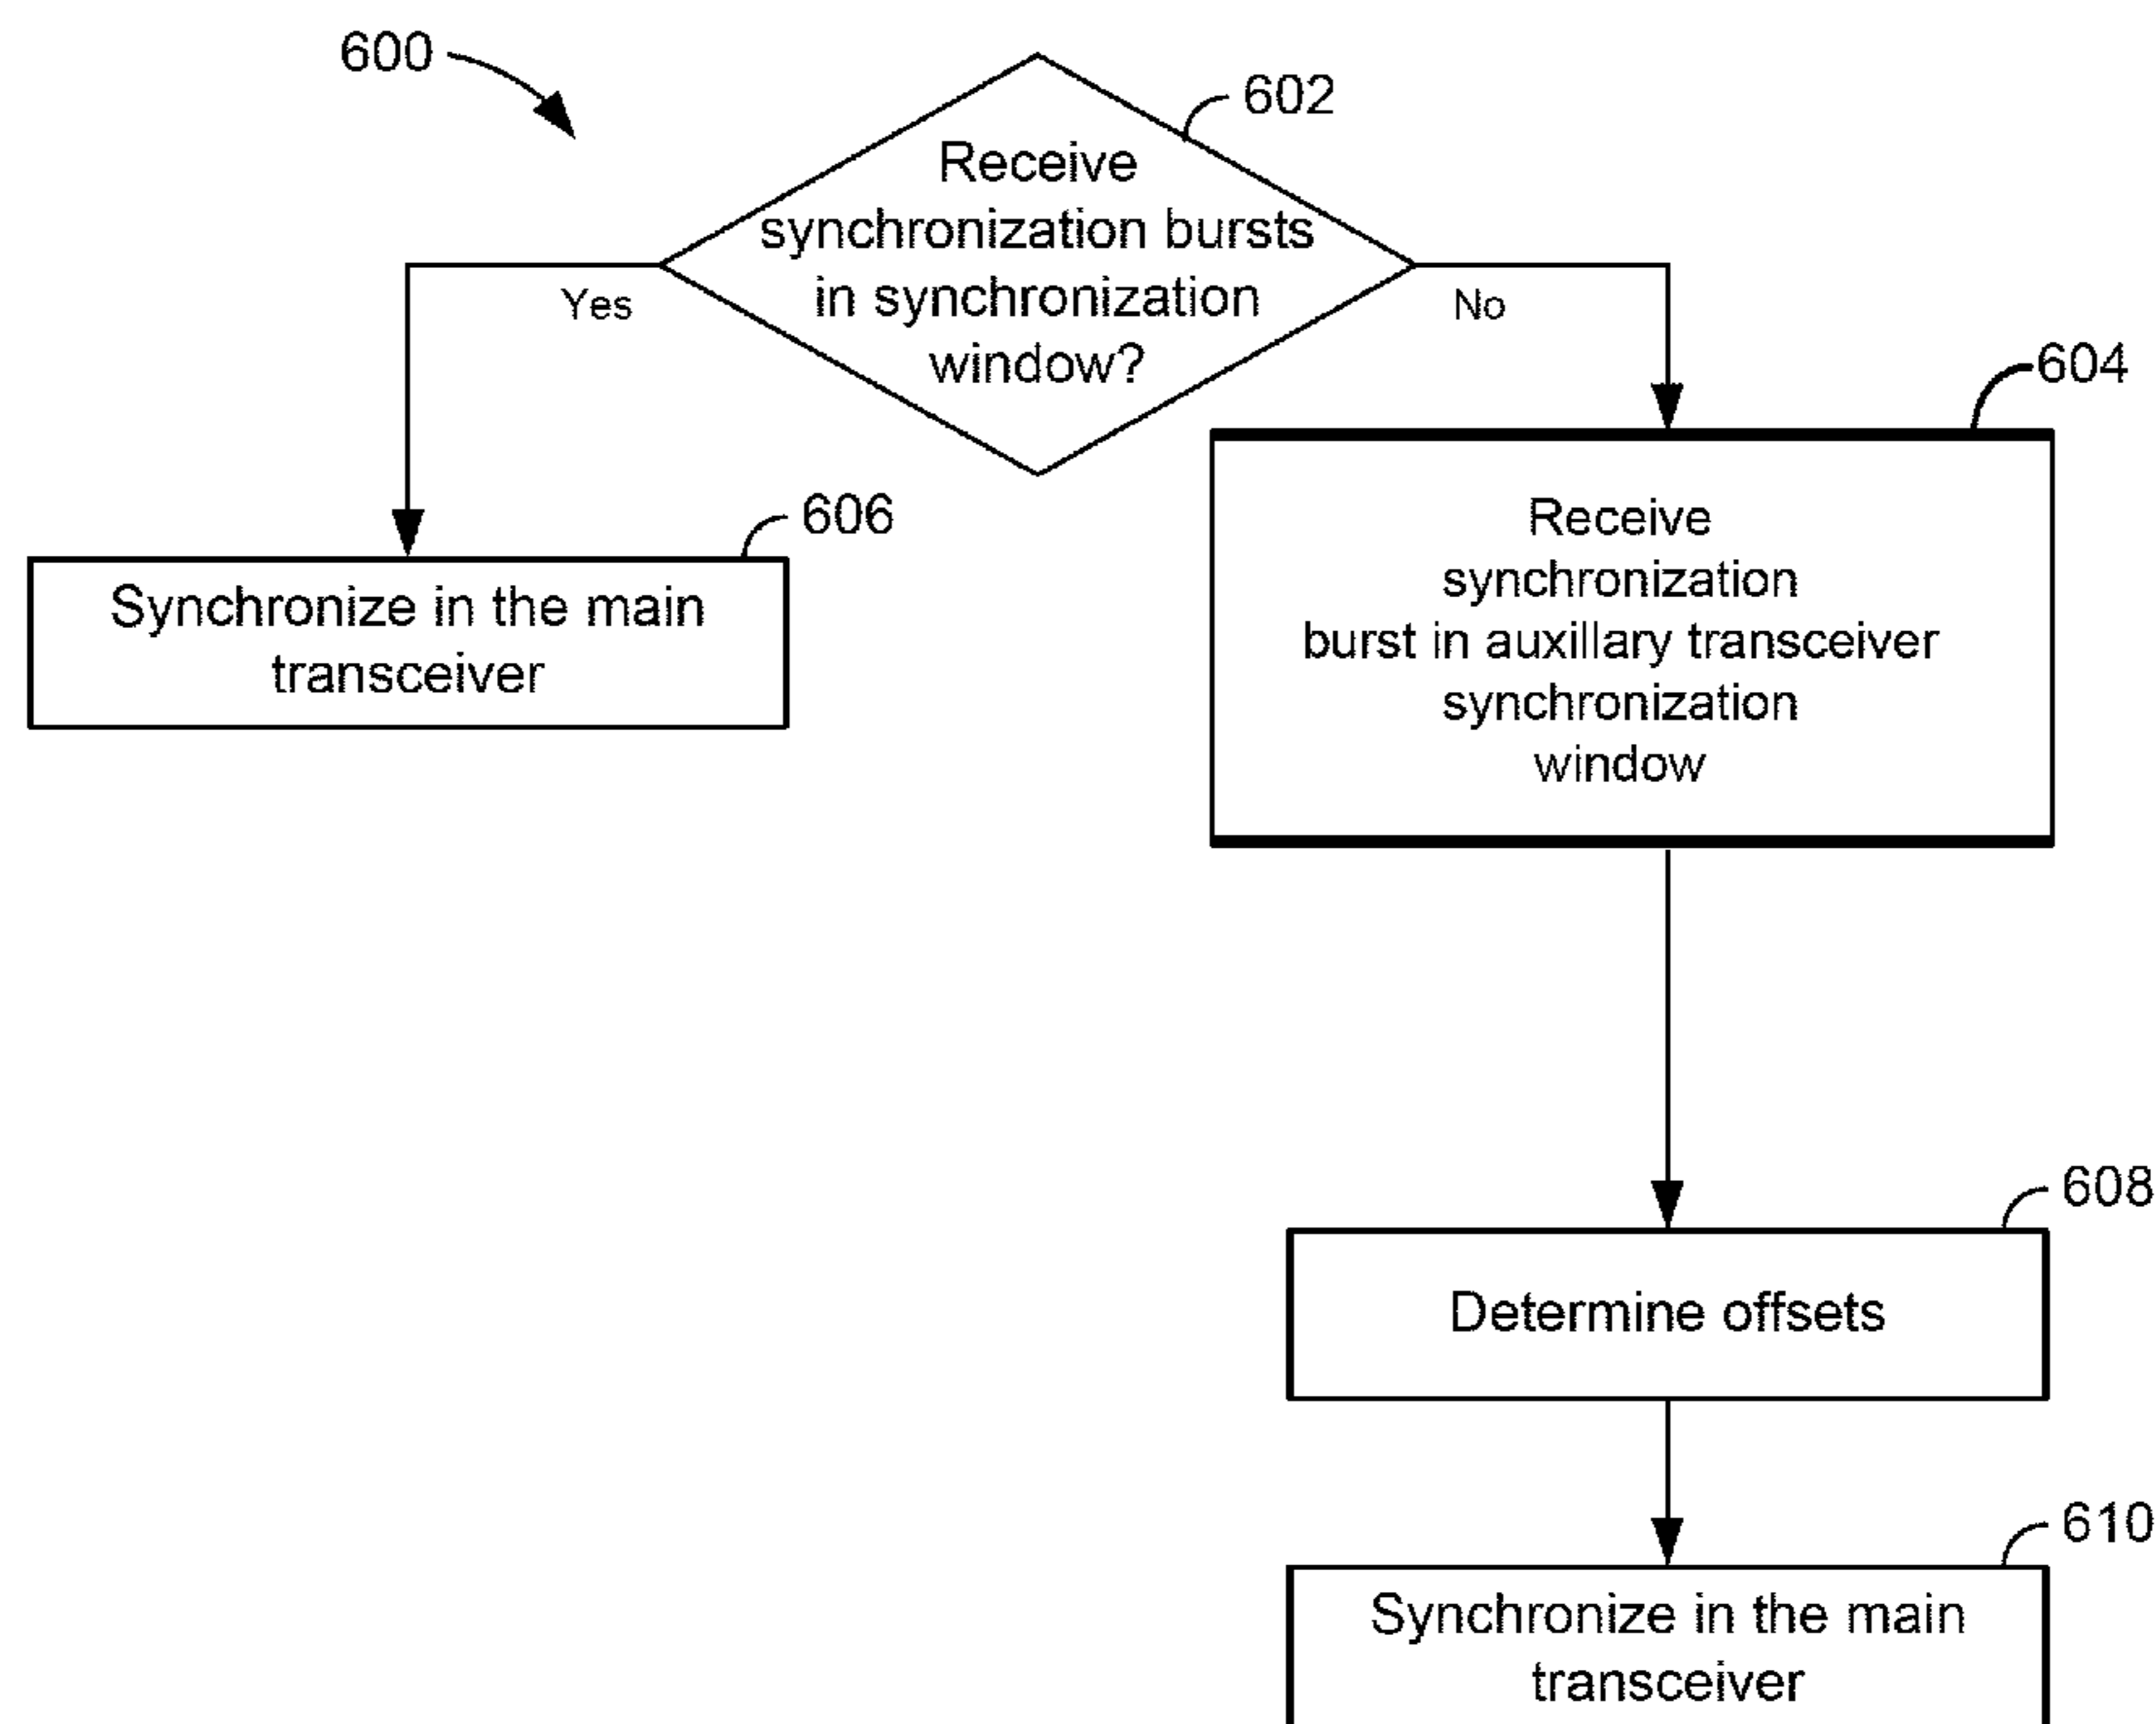 600
602
Receive
synchronization bursts
in synchronization
window?
Yes
No
604
606
Synchronize in the main
transceiver
Receive
synchronization
burst in auxillary transceiver
synchronization
window
608
Determine offsets
610
Synchronize in the main
transceiver